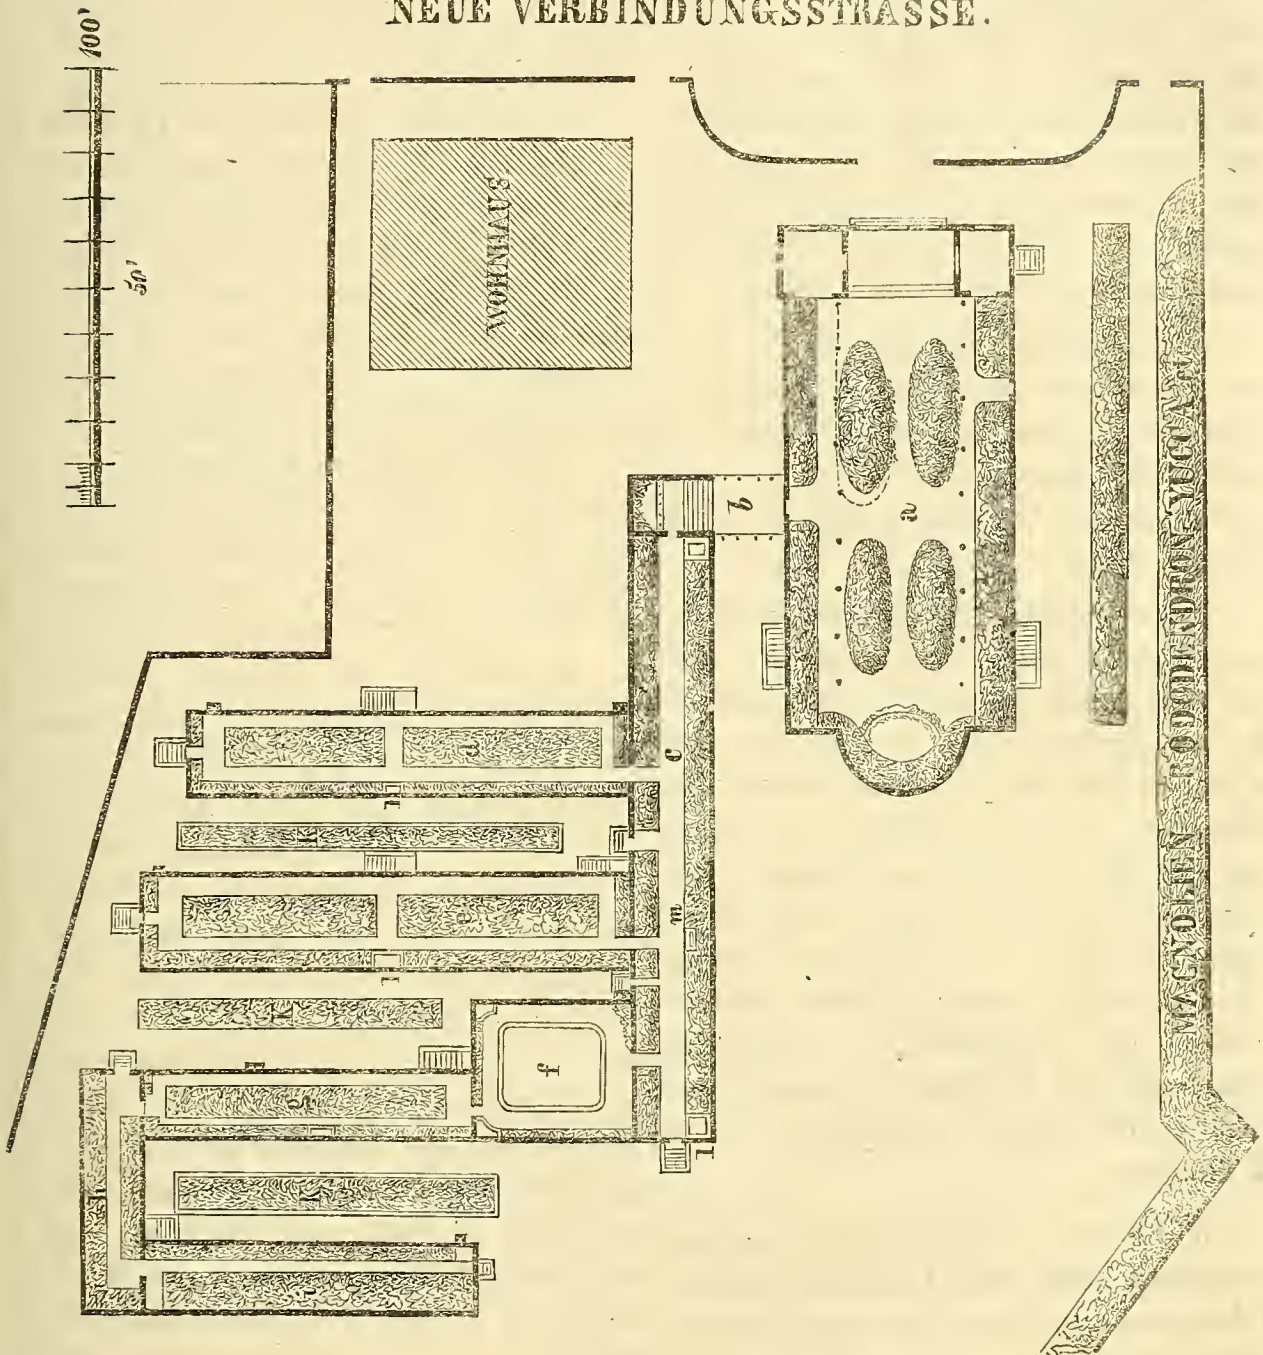 NEUE VERBINDUNGSSTRASSE.
100'
50'
WOHNHAUS.
b
a
d
c
l
k
e
m
l
k
f
l
g
h
k
l
i
MAGNOLIEN RODODENDRON YUCCA